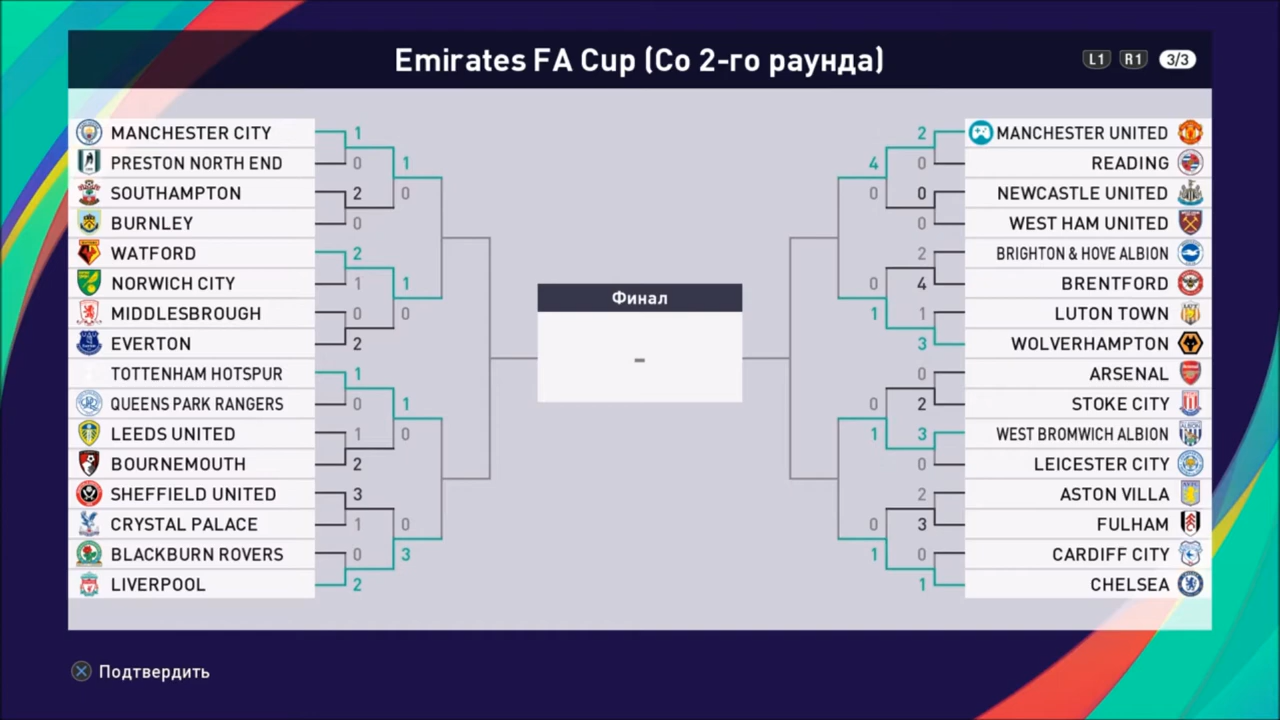 Emirates FA Cup (Со 2-го раунда)
L1 R1 3/3
MANCHESTER CITY 1
PRESTON NORTH END 0
1
SOUTHAMPTON 2
0
BURNLEY 0
WATFORD 2
NORWICH CITY 1
1
MIDDLESBROUGH 0
0
EVERTON 2
TOTTENHAM HOTSPUR 1
QUEENS PARK RANGERS 0
1
LEEDS UNITED 1
0
BOURNEMOUTH 2
SHEFFIELD UNITED 3
CRYSTAL PALACE 1
0
BLACKBURN ROVERS 0
3
LIVERPOOL 2
Финал
-
2 MANCHESTER UNITED
4
0 READING
0
0 NEWCASTLE UNITED
0 WEST HAM UNITED
2 BRIGHTON & HOVE ALBION
0
4 BRENTFORD
1
1 LUTON TOWN
3 WOLVERHAMPTON
0 ARSENAL
0
2 STOKE CITY
1
3 WEST BROMWICH ALBION
0 LEICESTER CITY
2 ASTON VILLA
0
3 FULHAM
1
0 CARDIFF CITY
1 CHELSEA
Подтвердить